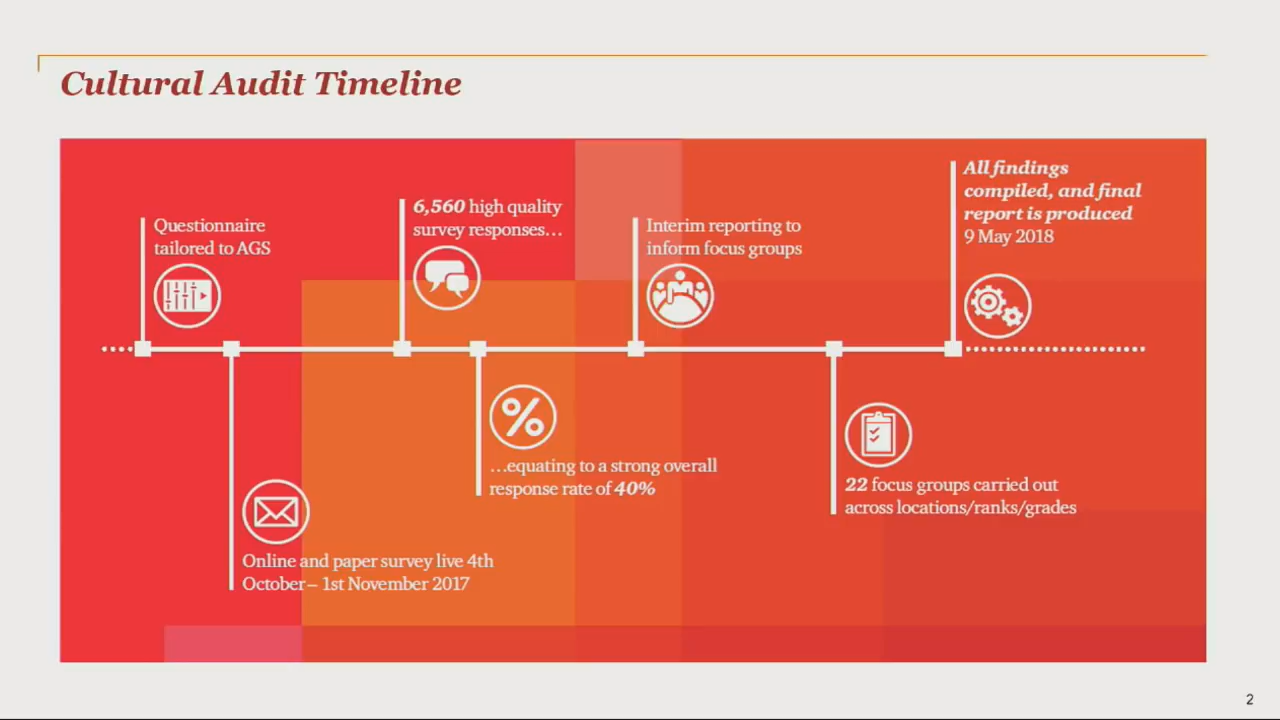 Cultural Audit Timeline
Questionnaire
tailored to AGS
6,560 high quality
survey responses…
Interim reporting to
inform focus groups
All findings
compiled, and final
report is produced
9 May 2018
Online and paper survey live 4th
October – 1st November 2017
%
…equating to a strong overall
response rate of 40%
22 focus groups carried out
across locations/ranks/grades
2